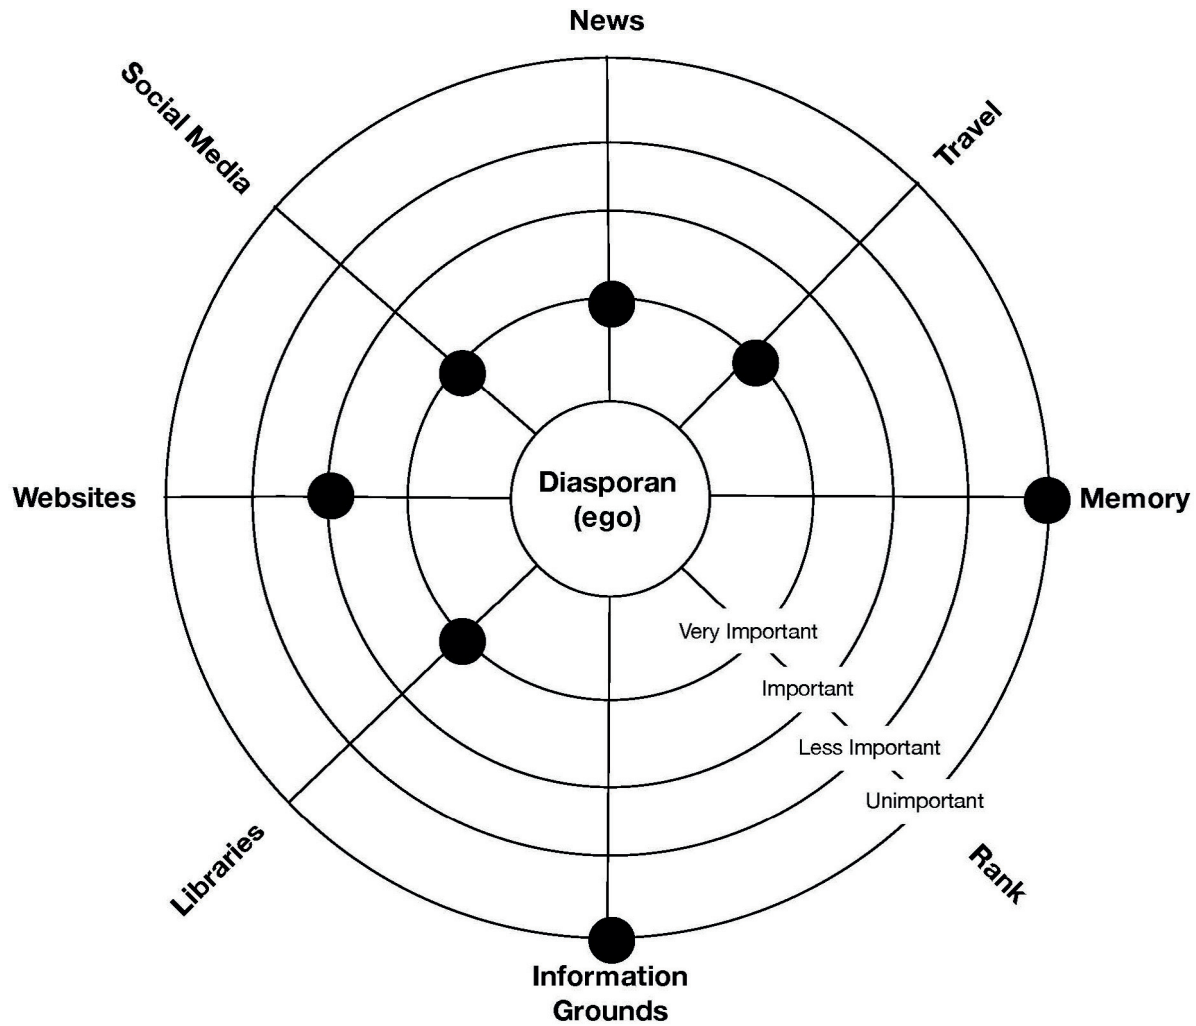 News
Social Media
Travel
Websites
Diasporan
(ego)
Memory
Very Important
Important
Less Important
Unimportant
Libraries
Rank
Information
Grounds